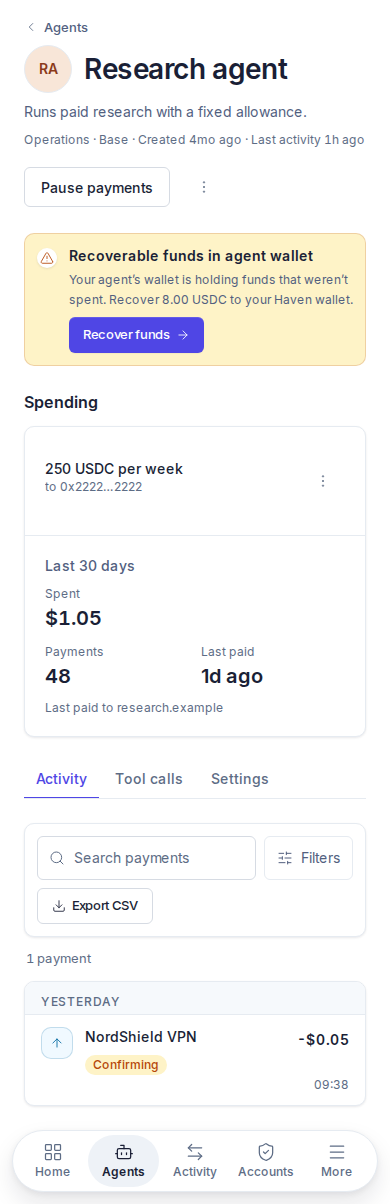 Agents
RA
Research agent
Runs paid research with a fixed allowance.
Operations · Base · Created 4mo ago · Last activity 1h ago
Pause payments
Recoverable funds in agent wallet
Your agent's wallet is holding funds that weren't
spent. Recover 8.00 USDC to your Haven wallet.
Recover funds
Spending
250 USDC per week
to 0x2222...2222
Last 30 days
Spent
$1.05
Payments
Last paid
48
1d ago
Last paid to research.example
Activity
Tool calls
Settings
Search payments
Filters
Export CSV
1 payment
YESTERDAY
NordShield VPN
-$0.05
Confirming
09:38
Home
Agents
Activity
Accounts
More